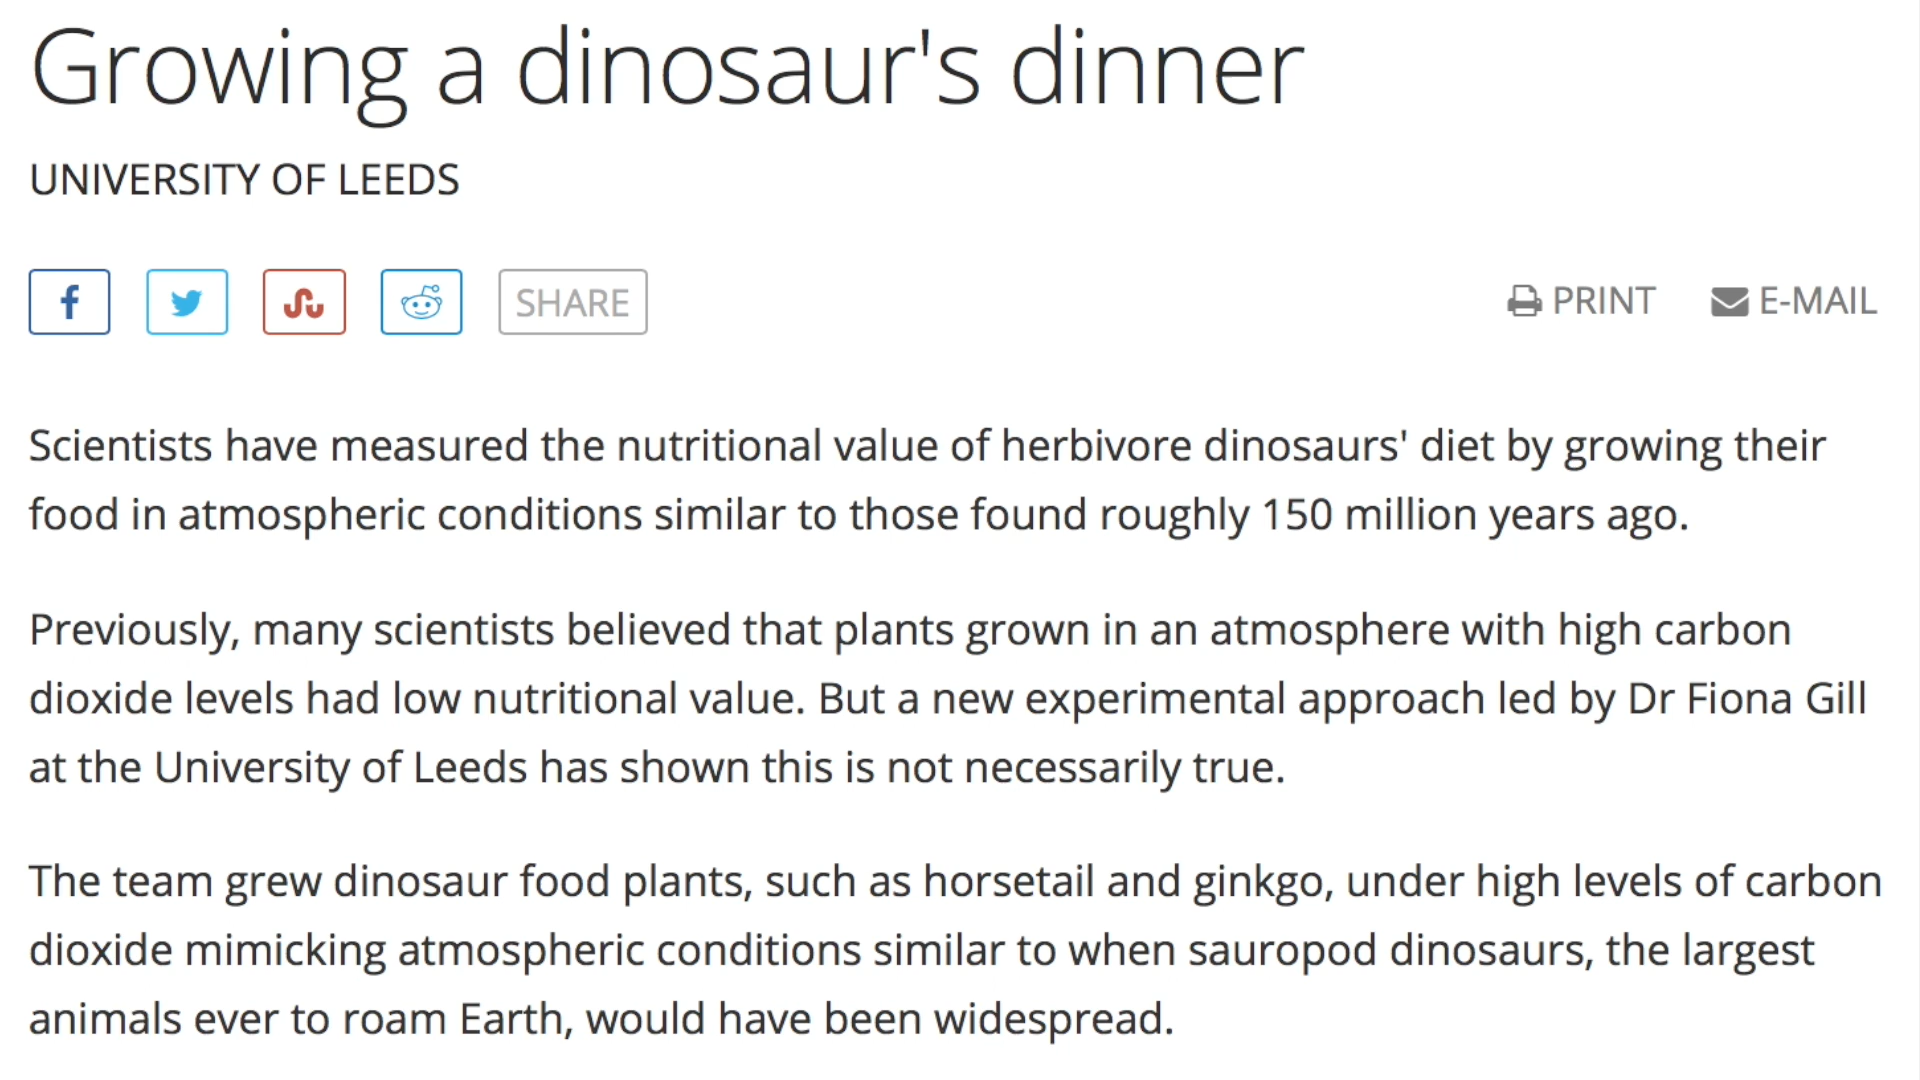 Growing a dinosaur's dinner
UNIVERSITY OF LEEDS
f
SHARE
PRINT
E-MAIL
Scientists have measured the nutritional value of herbivore dinosaurs' diet by growing their
food in atmospheric conditions similar to those found roughly 150 million years ago.
Previously, many scientists believed that plants grown in an atmosphere with high carbon
dioxide levels had low nutritional value. But a new experimental approach led by Dr Fiona Gill
at the University of Leeds has shown this is not necessarily true.
The team grew dinosaur food plants, such as horsetail and ginkgo, under high levels of carbon
dioxide mimicking atmospheric conditions similar to when sauropod dinosaurs, the largest
animals ever to roam Earth, would have been widespread.